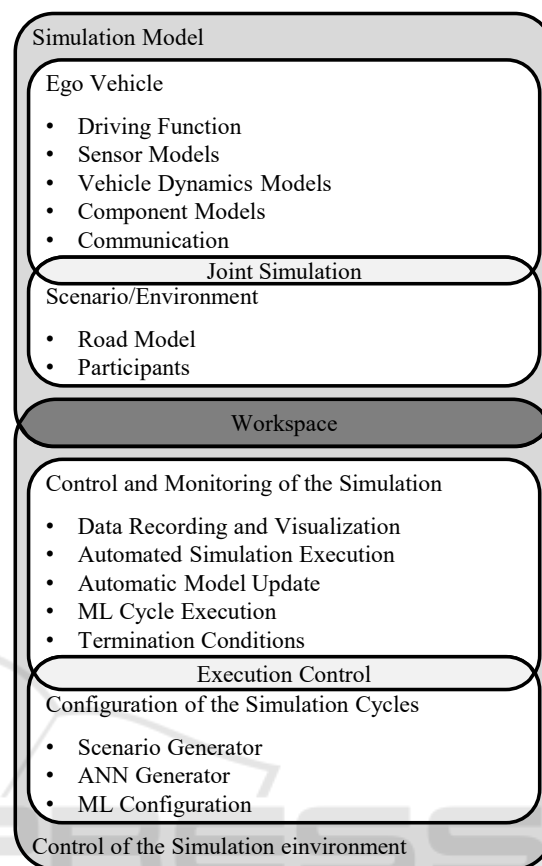 Simulation Model
Ego Vehicle
• Driving Function
• Sensor Models
• Vehicle Dynamics Models
• Component Models
• Communication
Joint Simulation
Scenario/Environment
• Road Model
• Participants
Workspace
Control and Monitoring of the Simulation
• Data Recording and Visualization
• Automated Simulation Execution
• Automatic Model Update
• ML Cycle Execution
• Termination Conditions
Execution Control
Configuration of the Simulation Cycles
• Scenario Generator
• ANN Generator
• ML Configuration
Control of the Simulation einvironment